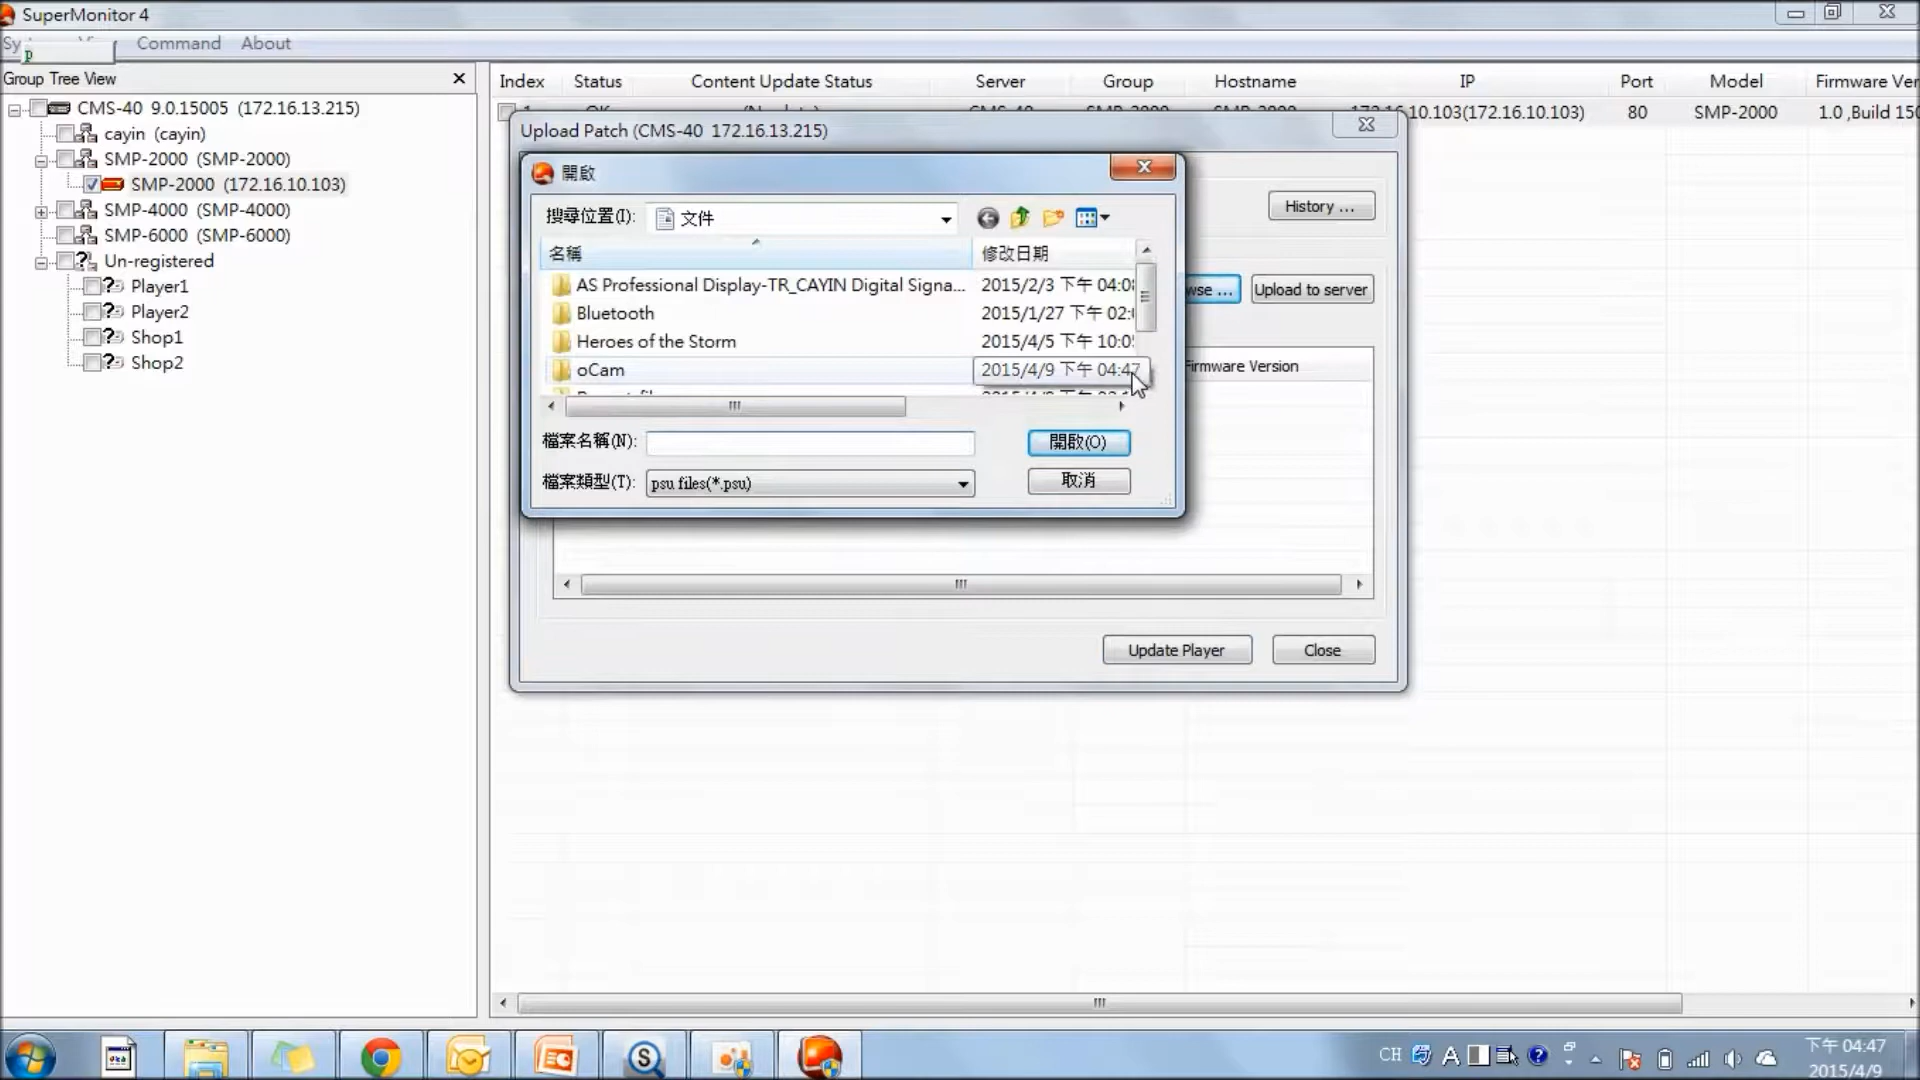 SuperMonitor 4
Command About
p
Group Tree View
CMS-40 9.0.15005 (172.16.13.215)
cayin (cayin)
SMP-2000 (SMP-2000)
SMP-2000 (172.16.10.103)
SMP-4000 (SMP-4000)
SMP-6000 (SMP-6000)
Un-registered
Player1
Player2
Shop1
Shop2
Index Status Content Update Status Server Group Hostname IP Port Model Firmware Ver
10.103(172.16.10.103) 80 SMP-2000 1.0 ,Build 150
Upload Patch (CMS-40 172.16.13.215)
開啟
搜尋位置(I): 文件
History ...
名稱 修改日期
AS Professional Display-TR_CAYIN Digital Signa... 2015/2/3 下午 04:08
Bluetooth 2015/1/27 下午 02:
Heroes of the Storm 2015/4/5 下午 10:0
oCam 2015/4/9 下午 04:47
wse ... Upload to server
Firmware Version
檔案名稱(N): 開啟(O)
檔案類型(T): psu files(*.psu) 取消
Update Player Close
CH
下午 04:47
2015/4/9